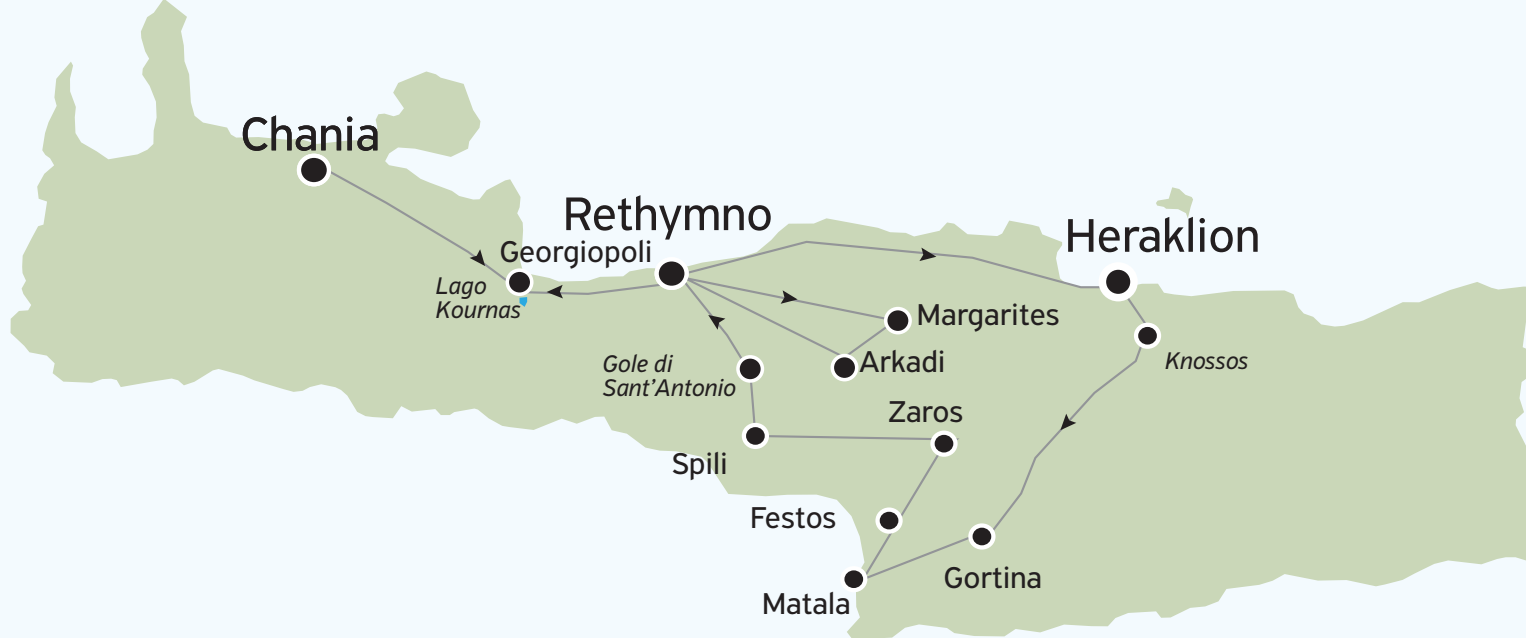 Chania
Rethymno
Heraklion
Georgiopoli
Lago
Kournas
Margarites
Arkadi
Knossos
Gole di
Sant'Antonio
Zaros
Spili
Festos
Gortina
Matala